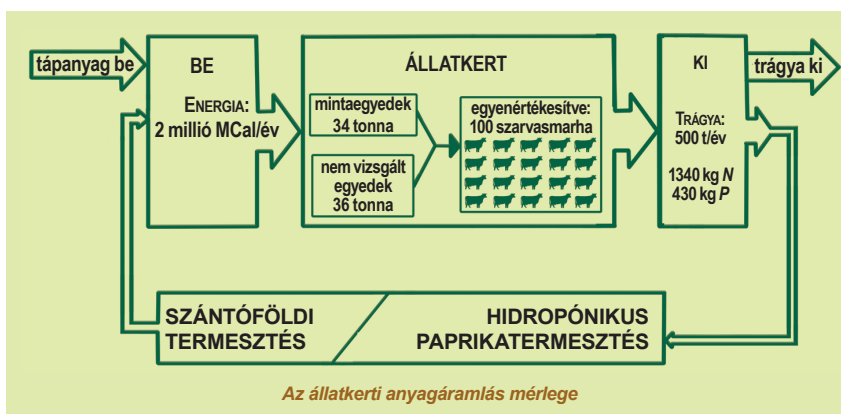 tápanyag be
BE
ENERGIA:
2 millió MCal/év
ÁLLATKERT
mintaegyedek
34 tonna
nem vizsgált
egyedek
36 tonna
egyenértékesítve:
100 szarvasmarha
KI
TRÁGYA:
500 t/év
1340 kg N
430 kg P
trágya ki
SZÁNTÓFÖLDI
TERMESZTÉS
HIDROPÓNIKUS
PAPRIKATERMESZTÉS
Az állatkerti anyagáramlás mérlege